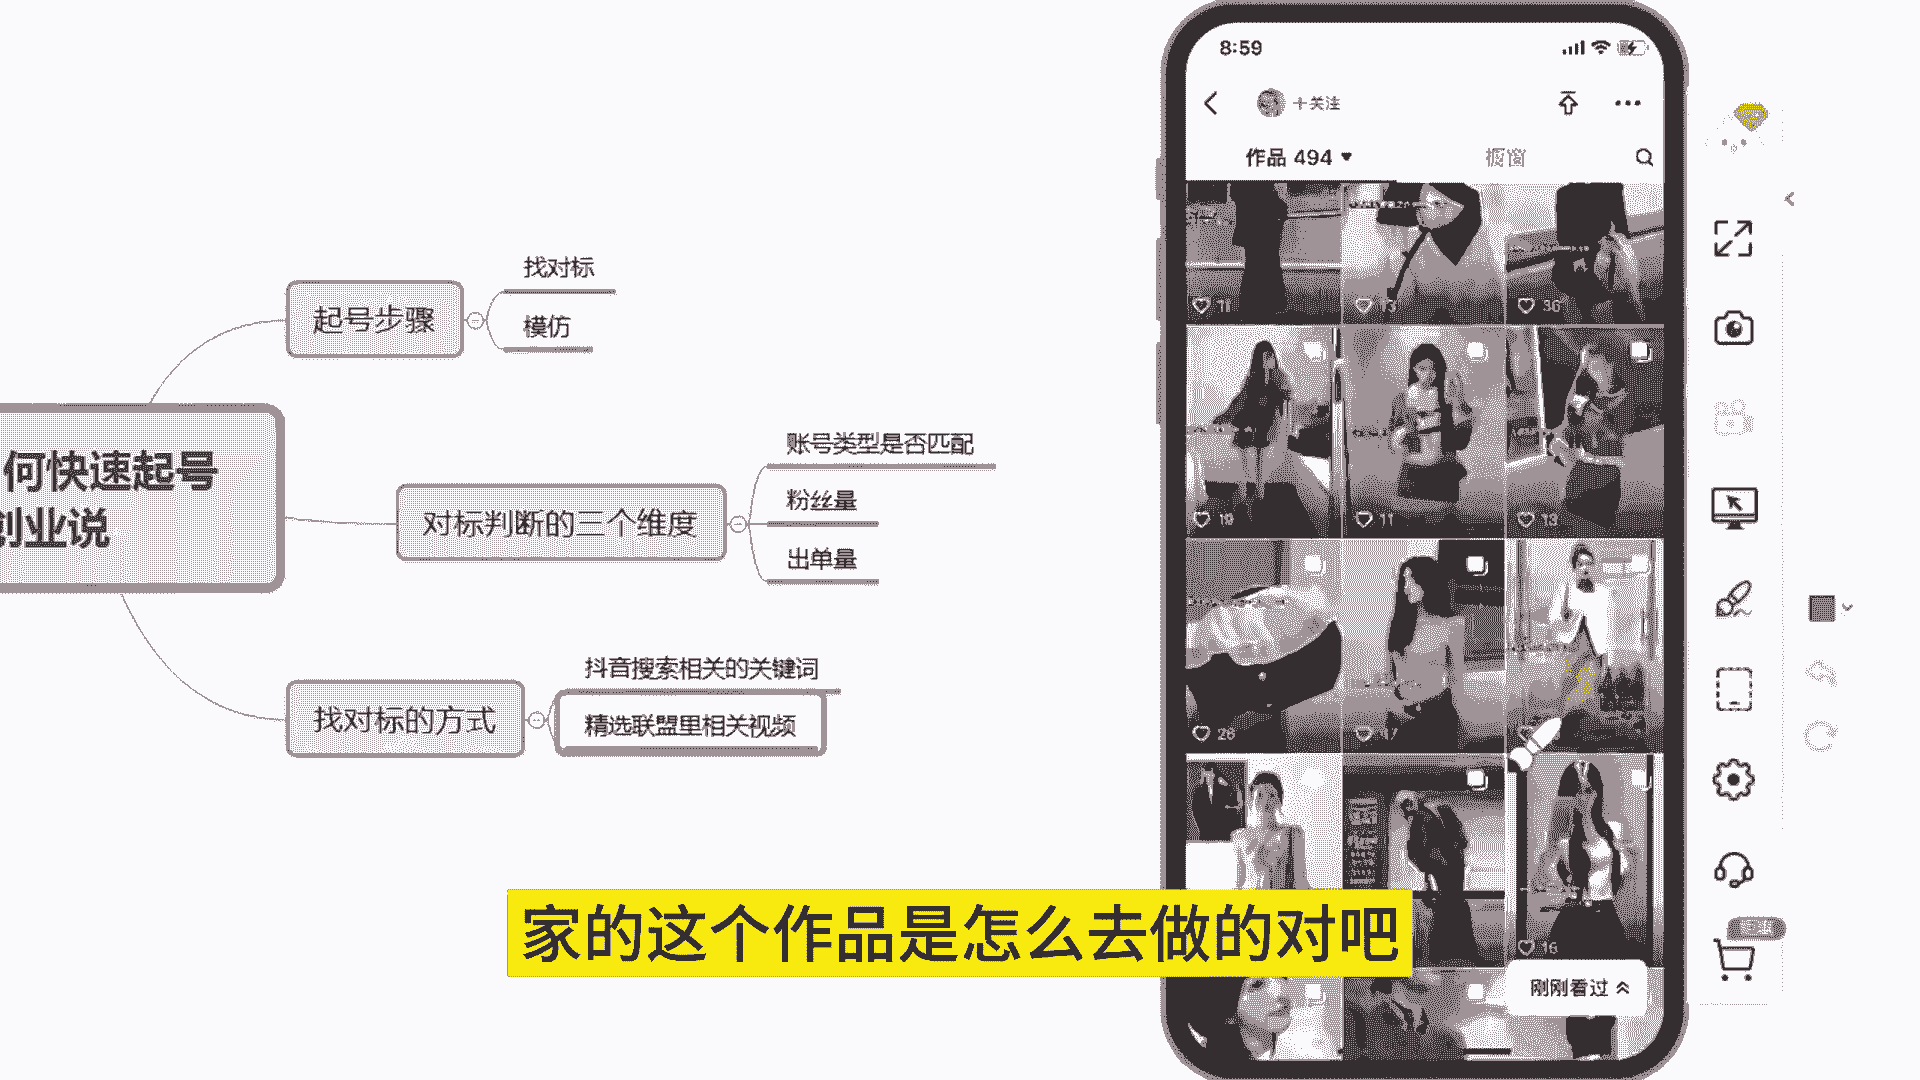 何快速起号
创业说
起号步骤
找对标
模仿
对标判断的三个维度
账号类型是否匹配
粉丝量
出单量
找对标的方式
抖音搜索相关的关键词
精选联盟里相关视频
8:59
+关注
作品 494
橱窗
11
13
36
19
11
13
26
16
刚刚看过
家的这个作品是怎么去做的对吧